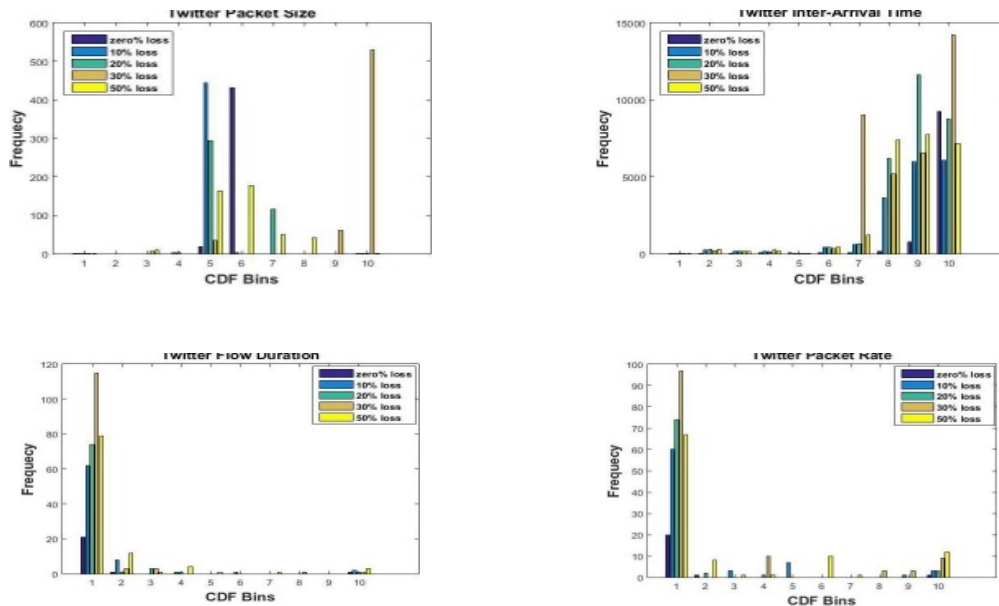 Twitter Packet Size
600
500
400
300
200
100
0
Frequecy
zero% loss
10% loss
20% loss
30% loss
50% loss
1 2 3 4 5 6 7 8 9 10
CDF Bins
Twitter Inter-Arrival Time
15000
10000
5000
0
Frequecy
zero% loss
10% loss
20% loss
30% loss
50% loss
1 2 3 4 5 6 7 8 9 10
CDF Bins
Twitter Flow Duration
120
100
80
60
40
20
0
Frequecy
zero% loss
10% loss
20% loss
30% loss
50% loss
1 2 3 4 5 6 7 8 9 10
CDF Bins
Twitter Packet Rate
100
90
80
70
60
50
40
30
20
10
0
Frequecy
zero% loss
10% loss
20% loss
30% loss
50% loss
1 2 3 4 5 6 7 8 9 10
CDF Bins